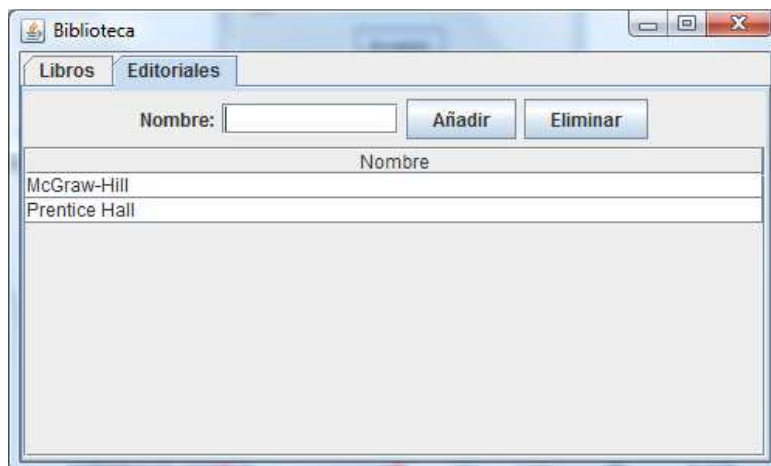 Biblioteca
Libros Editoriales
Nombre: Añadir Eliminar
Nombre
McGraw-Hill
Prentice Hall